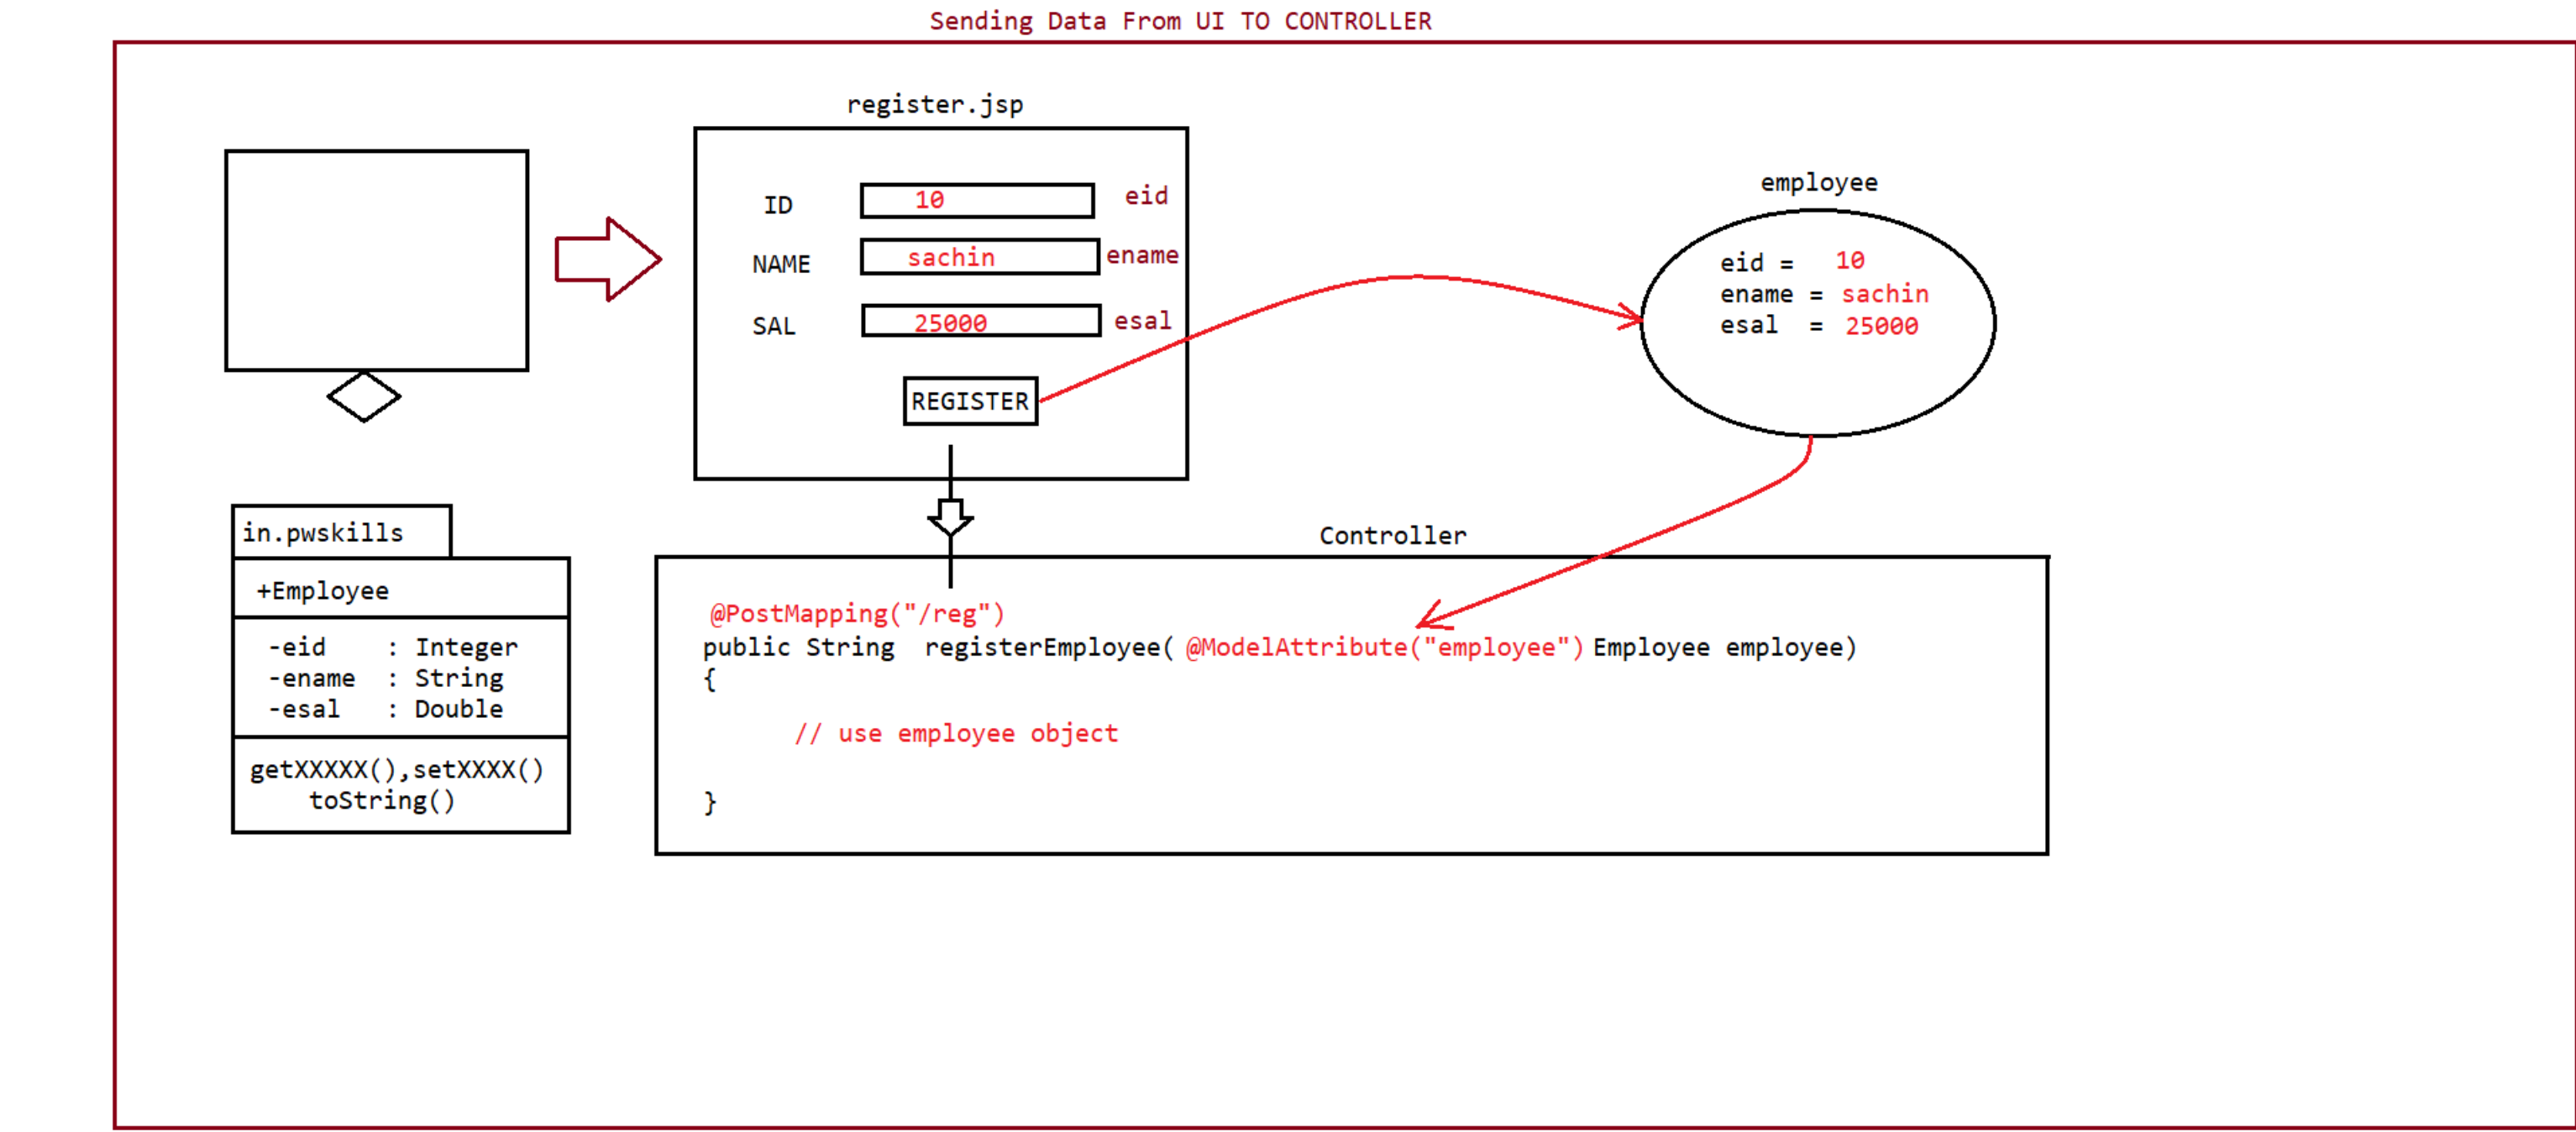 Sending Data From UI TO CONTROLLER
register.jsp
ID 10 eid
NAME sachin ename
SAL 25000 esal
REGISTER
employee
eid = 10
ename = sachin
esal = 25000
in.pwskills
+Employee
-eid : Integer
-ename : String
-esal : Double
getXXXXX(),setXXXX()
toString()
Controller
@PostMapping("/reg")
public String registerEmployee( @ModelAttribute("employee") Employee employee)
{
// use employee object
}